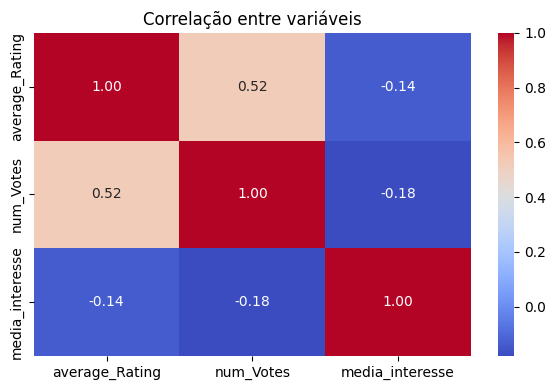 Correlação entre variáveis
average_Rating
1.00
0.52
-0.14
num_Votes
0.52
1.00
-0.18
media_interesse
-0.14
-0.18
1.00
average_Rating
num_Votes
media_interesse
1.0
0.8
0.6
0.4
0.2
0.0